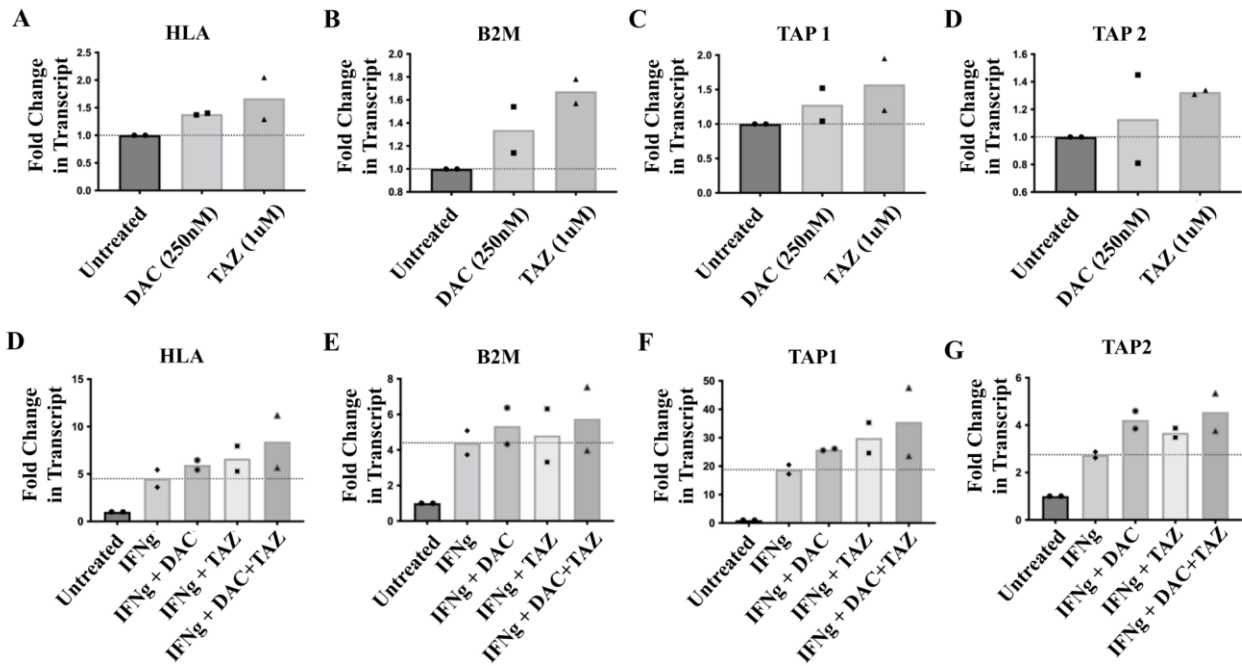 A
HLA
Fold Change
in Transcript
2.5
2.0
1.5
1.0
0.5
0.0
Untreated
DAC (250nM)
TAZ (1uM)
B
B2M
Fold Change
in Transcript
2.0
1.8
1.6
1.4
1.2
1.0
0.8
Untreated
DAC (250nM)
TAZ (1uM)
C
TAP 1
Fold Change
in Transcript
2.0
1.5
1.0
0.5
0.0
Untreated
DAC (250nM)
TAZ (1uM)
D
TAP 2
Fold Change
in Transcript
1.6
1.4
1.2
1.0
0.8
0.6
Untreated
DAC (250nM)
TAZ (1uM)
D
HLA
Fold Change
in Transcript
15
10
5
0
Untreated
IFNg
IFNg + DAC
IFNg + TAZ
IFNg + DAC+TAZ
E
B2M
Fold Change
in Transcript
8
6
4
2
0
Untreated
IFNg
IFNg + DAC
IFNg + TAZ
IFNg + DAC+TAZ
F
TAP1
Fold Change
in Transcript
50
40
30
20
10
0
Untreated
IFNg
IFNg + DAC
IFNg + TAZ
IFNg + DAC+TAZ
G
TAP2
Fold Change
in Transcript
6
4
2
0
Untreated
IFNg
IFNg + DAC
IFNg + TAZ
IFNg + DAC+TAZ